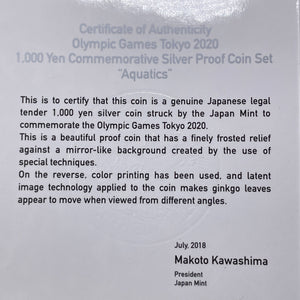 Certificate of Authenticity
Olympic Games Tokyo 2020
1,000 Yen Commemorative Silver Proof Coin Set
"Aquatics"
This is to certify that this coin is a genuine Japanese legal
tender 1,000 yen silver coin struck by the Japan Mint to
commemorate the Olympic Games Tokyo 2020.
This is a beautiful proof coin that has a finely frosted relief
against a mirror-like background created by the use of
special techniques.
On the reverse, color printing has been used, and latent
image technology applied to the coin makes ginkgo leaves
appear to move when viewed from different angles.
July, 2018
Makoto Kawashima
President
Japan Mint